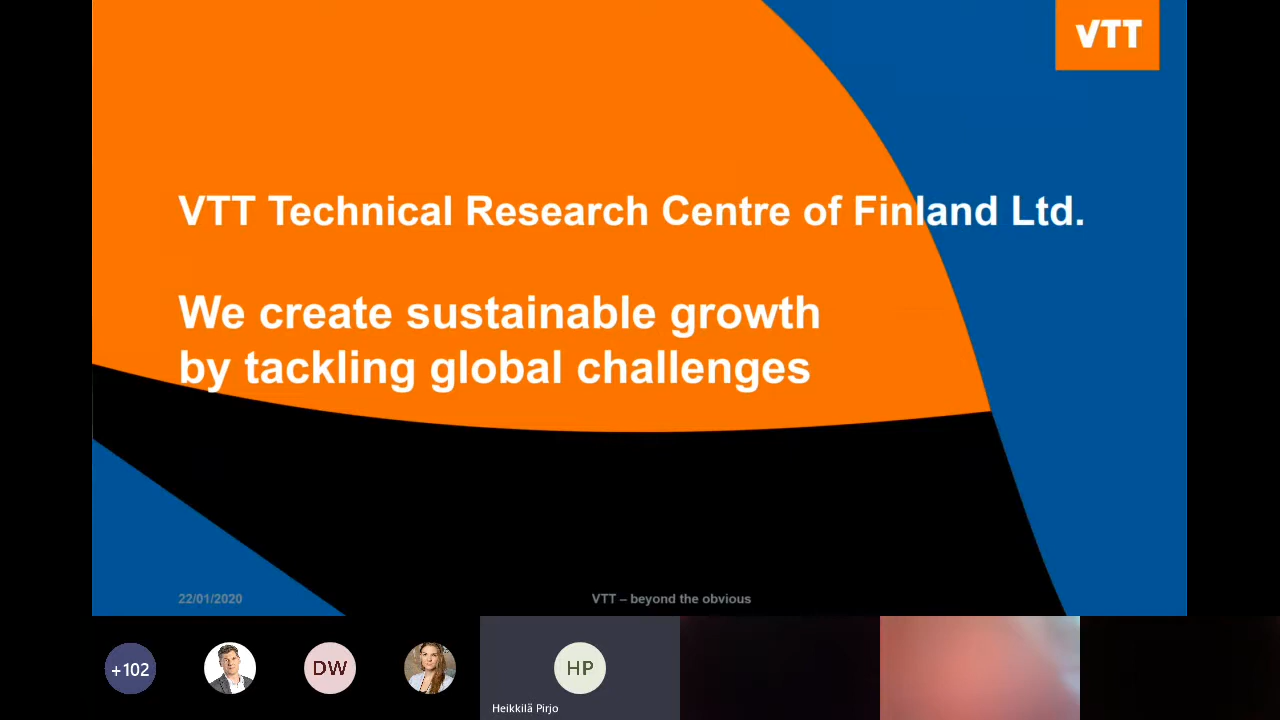 VTT
VTT Technical Research Centre of Finland Ltd.
We create sustainable growth
by tackling global challenges
22/01/2020
VTT – beyond the obvious
+102
DW
HP
Heikkilä Pirjo